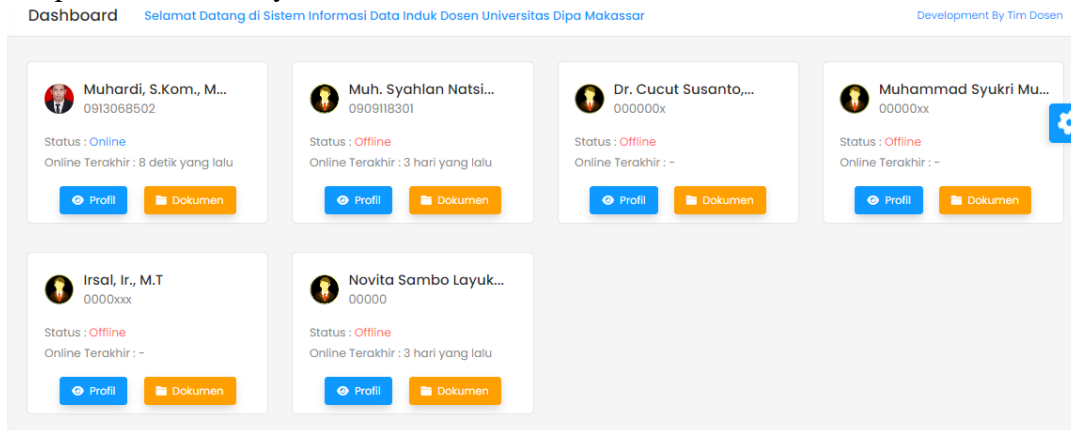 Dashboard Selamat Datang di Sistem Informasi Data Induk Dosen Universitas Dipa Makassar Development By Tim Dosen
Muhardi, S.Kom., M...
0913068502
Status : Online
Online Terakhir : 8 detik yang lalu
Profil Dokumen
Muh. Syahlan Natsi...
0909118301
Status : Offline
Online Terakhir : 3 hari yang lalu
Profil Dokumen
Dr. Cucut Susanto,...
000000x
Status : Offline
Online Terakhir : -
Profil Dokumen
Muhammad Syukri Mu...
00000xx
Status : Offline
Online Terakhir : -
Profil Dokumen
Irsal, Ir., M.T
0000xxx
Status : Offline
Online Terakhir : -
Profil Dokumen
Novita Sambo Layuk...
00000
Status : Offline
Online Terakhir : 3 hari yang lalu
Profil Dokumen